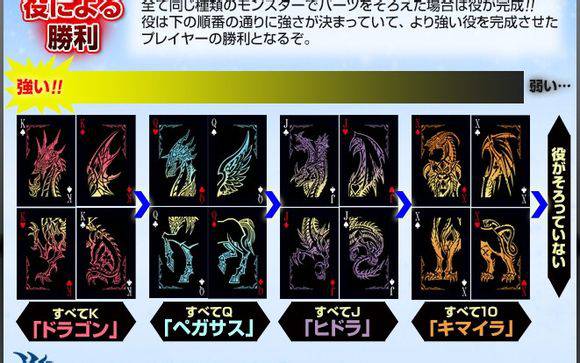 役による
勝利
全て同じ種類のモンスターでパーツをそろえた場合は役が完成!!
役は下の順番の通りに強さが決まっていて、より強い役を完成させた
プレイヤーの勝利となるぞ。
強い!!
弱い…
K
K
Q
Q
J
J
X
X
K
K
Q
Q
J
J
X
X
役がそろっていない
すべてK
「ドラゴン」
すべてQ
「ペガサス」
すべてJ
「ヒドラ」
すべて10
「キマイラ」